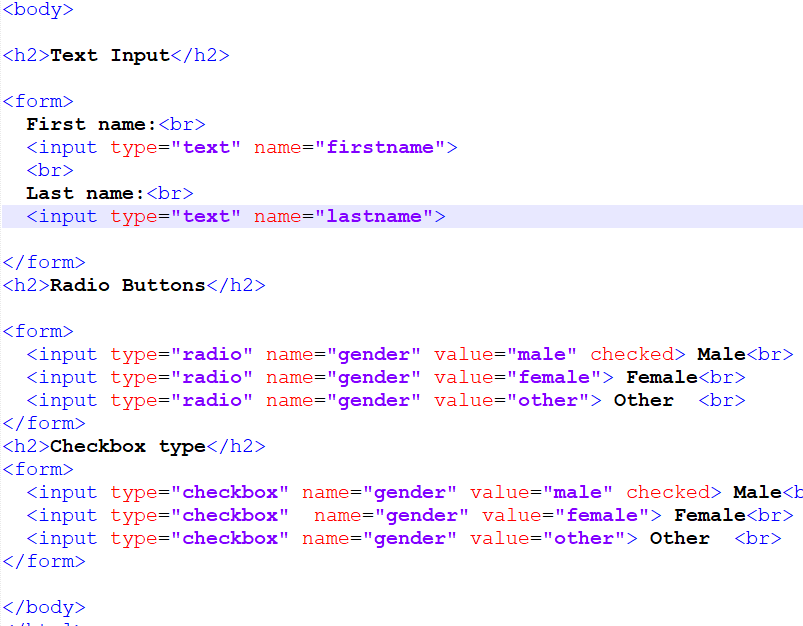 <body>
<h2>Text Input</h2>
<form>
First name:<br>
<input type="text" name="firstname">
<br>
Last name:<br>
<input type="text" name="lastname">
</form>
<h2>Radio Buttons</h2>
<form>
<input type="radio" name="gender" value="male" checked> Male<br>
<input type="radio" name="gender" value="female"> Female<br>
<input type="radio" name="gender" value="other"> Other  <br>
</form>
<h2>Checkbox type</h2>
<form>
<input type="checkbox" name="gender" value="male" checked> Male<b
<input type="checkbox"  name="gender" value="female"> Female<br>
<input type="checkbox" name="gender" value="other"> Other  <br>
</form>
</body>